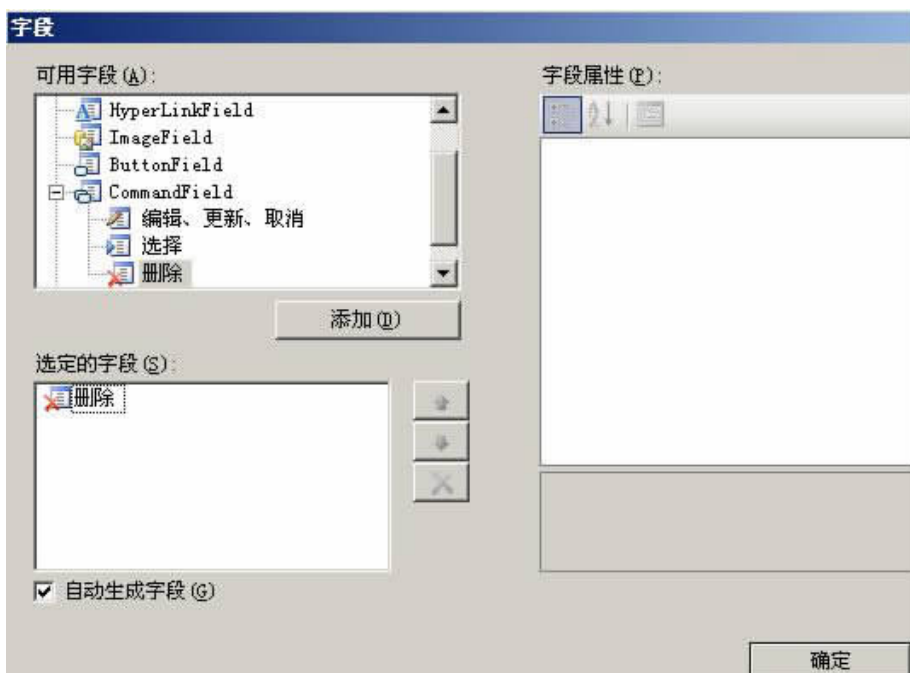 字段
可用字段(A):
HyperLinkField
ImageField
ButtonField
CommandField
编辑、更新、取消
选择
删除
添加(D)
选定的字段(S):
删除
自动生成字段(G)
字段属性(P):
确定